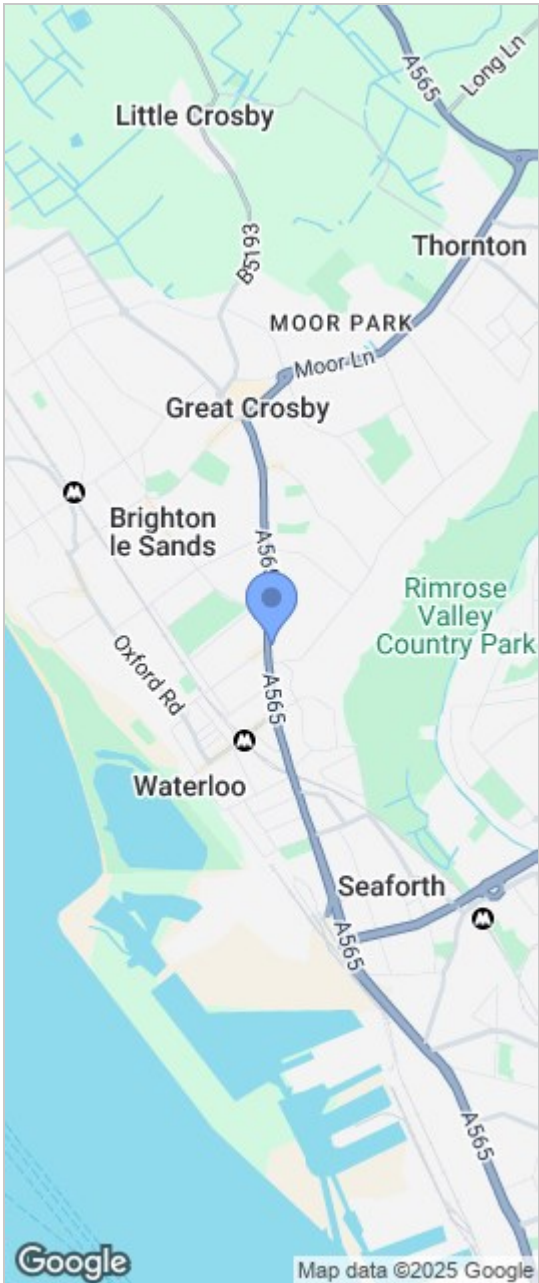 A565
Long Ln
Little Crosby
B5193
Thornton
MOOR PARK
Moor Ln
Great Crosby
Brighton
le Sands
A565
Rimrose
Valley
Country Park
Oxford Rd
A565
Waterloo
Seaforth
A565
A565
Google
Map data ©2025 Google